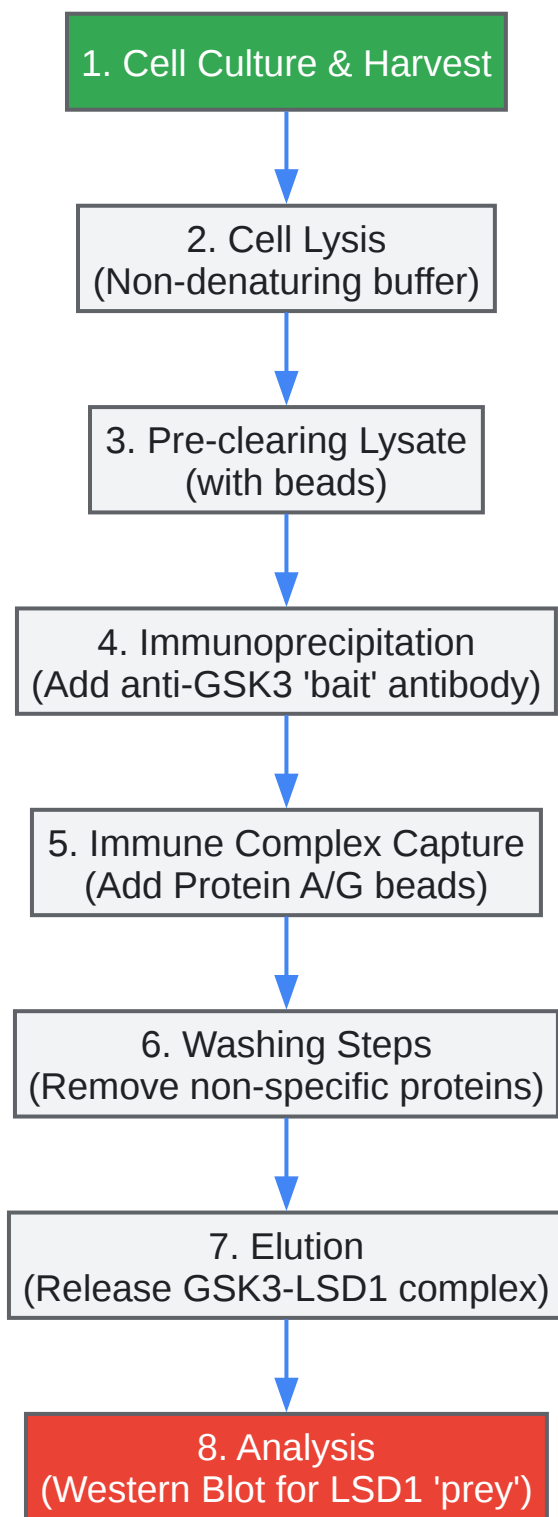 1. Cell Culture & Harvest
2. Cell Lysis
(Non-denaturing buffer)
3. Pre-clearing Lysate
(with beads)
4. Immunoprecipitation
(Add anti-GSK3 'bait' antibody)
5. Immune Complex Capture
(Add Protein A/G beads)
6. Washing Steps
(Remove non-specific proteins)
7. Elution
(Release GSK3-LSD1 complex)
8. Analysis
(Western Blot for LSD1 'prey')